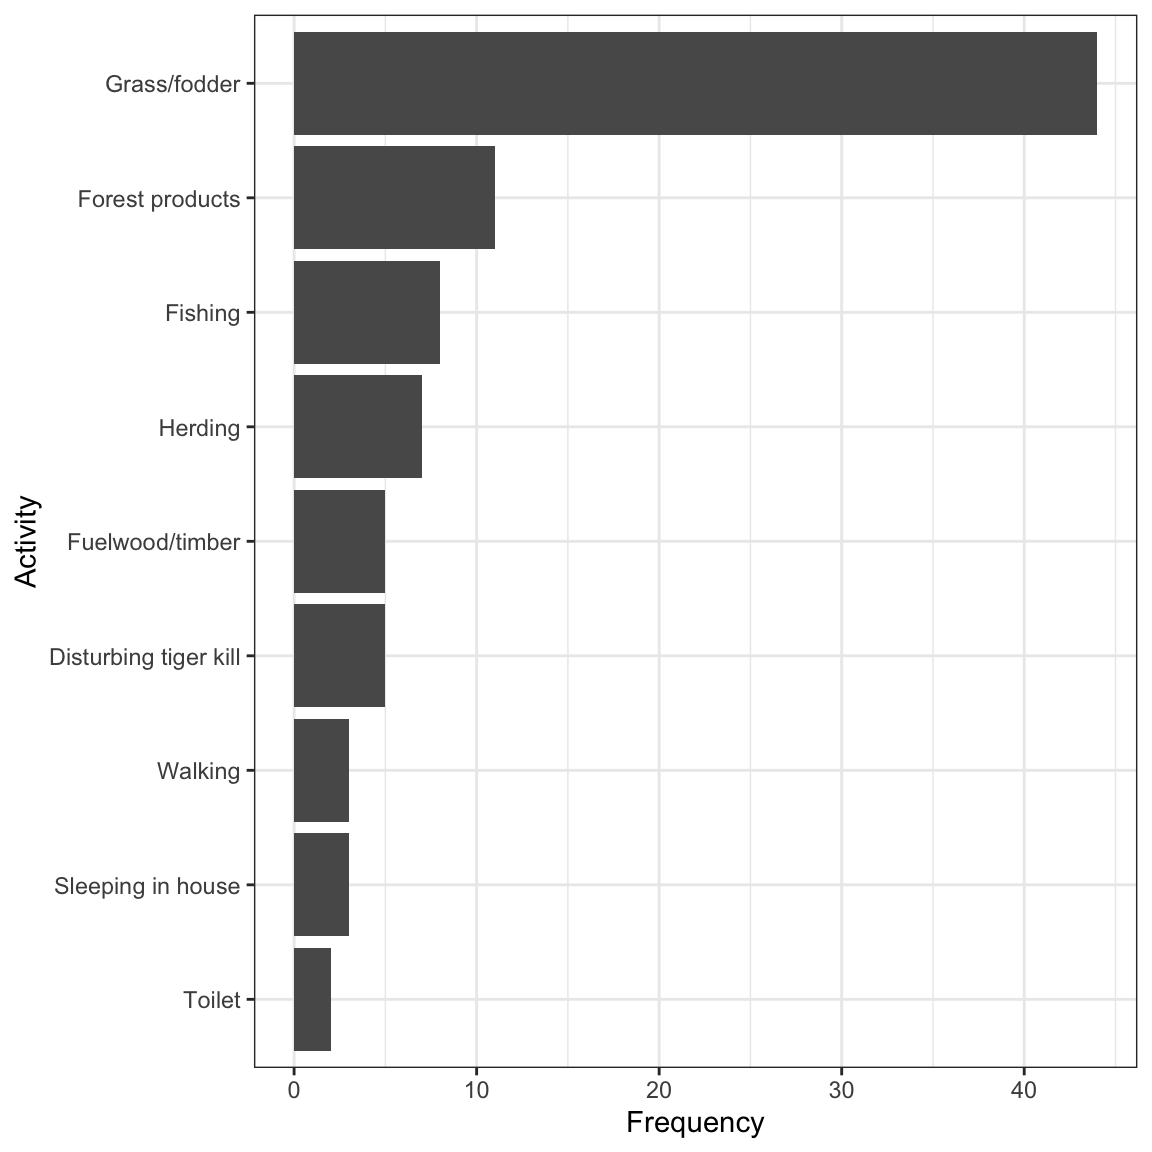 Grass/fodder
Forest products
Fishing
Herding
Fuelwood/timber
Disturbing tiger kill
Walking
Sleeping in house
Toilet
Activity
0 10 20 30 40
Frequency